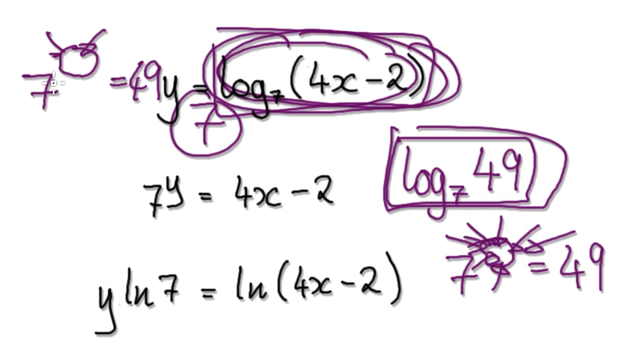 7 = 49
y = log₇(4x − 2)
7
7^y = 4x − 2
log₇ 49
7 = 49
y ln 7 = ln(4x − 2)